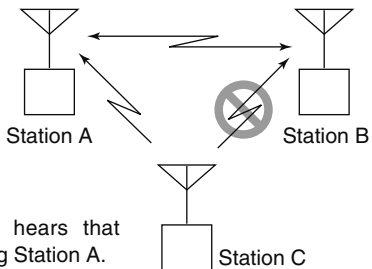 Station A
Station B
hears that
g Station A.
Station C